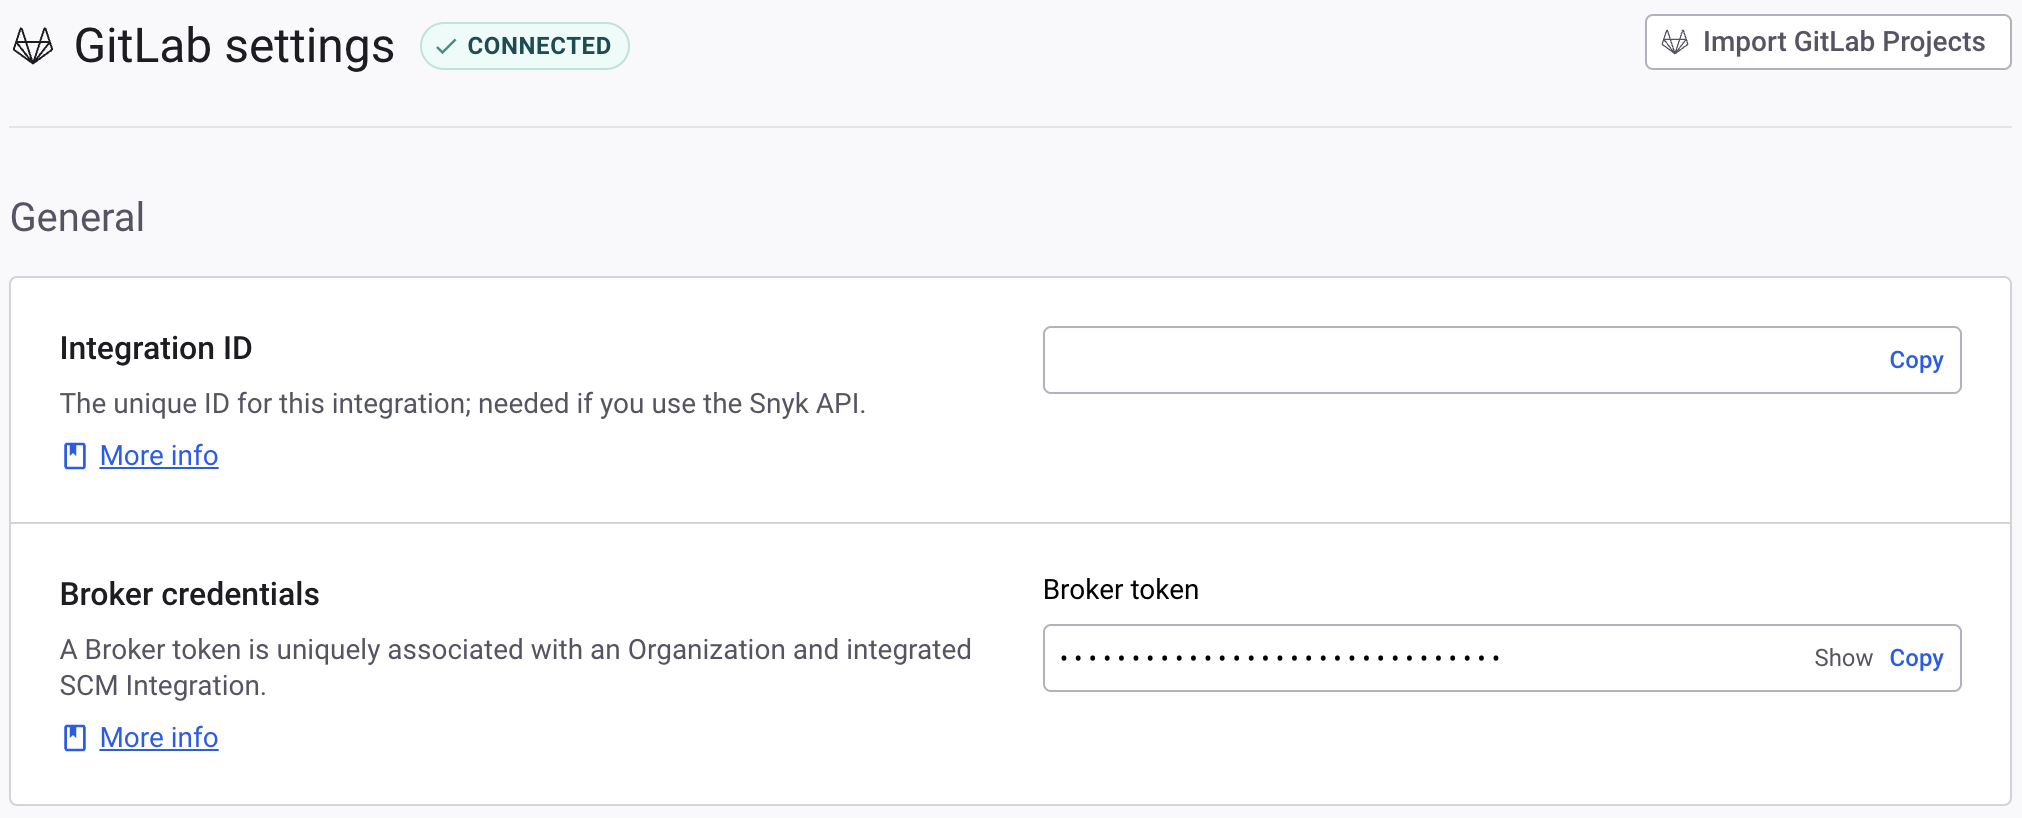 GitLab settings
CONNECTED
Import GitLab Projects
General
Integration ID
The unique ID for this integration; needed if you use the Snyk API.
More info
Copy
Broker credentials
A Broker token is uniquely associated with an Organization and integrated
SCM Integration.
More info
Broker token
•••••••••••••••••••••••••••••••
Show Copy